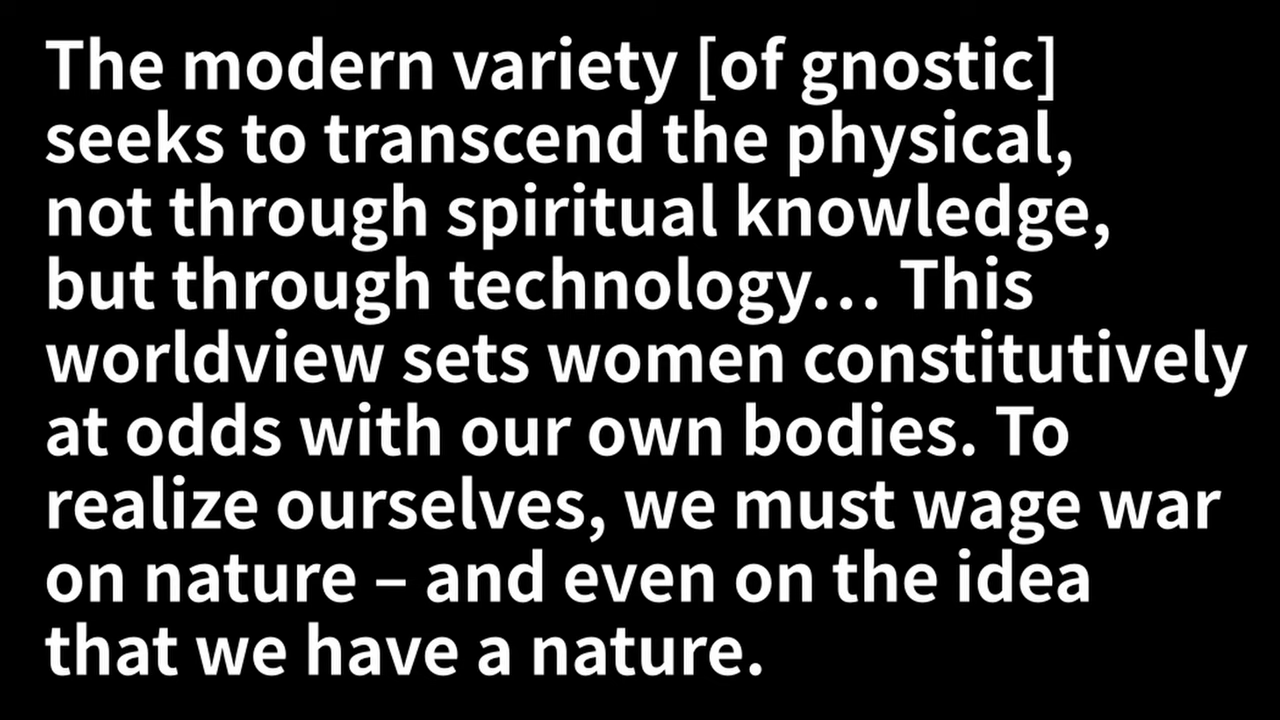 The modern variety [of gnostic]
seeks to transcend the physical,
not through spiritual knowledge,
but through technology… This
worldview sets women constitutively
at odds with our own bodies. To
realize ourselves, we must wage war
on nature – and even on the idea
that we have a nature.